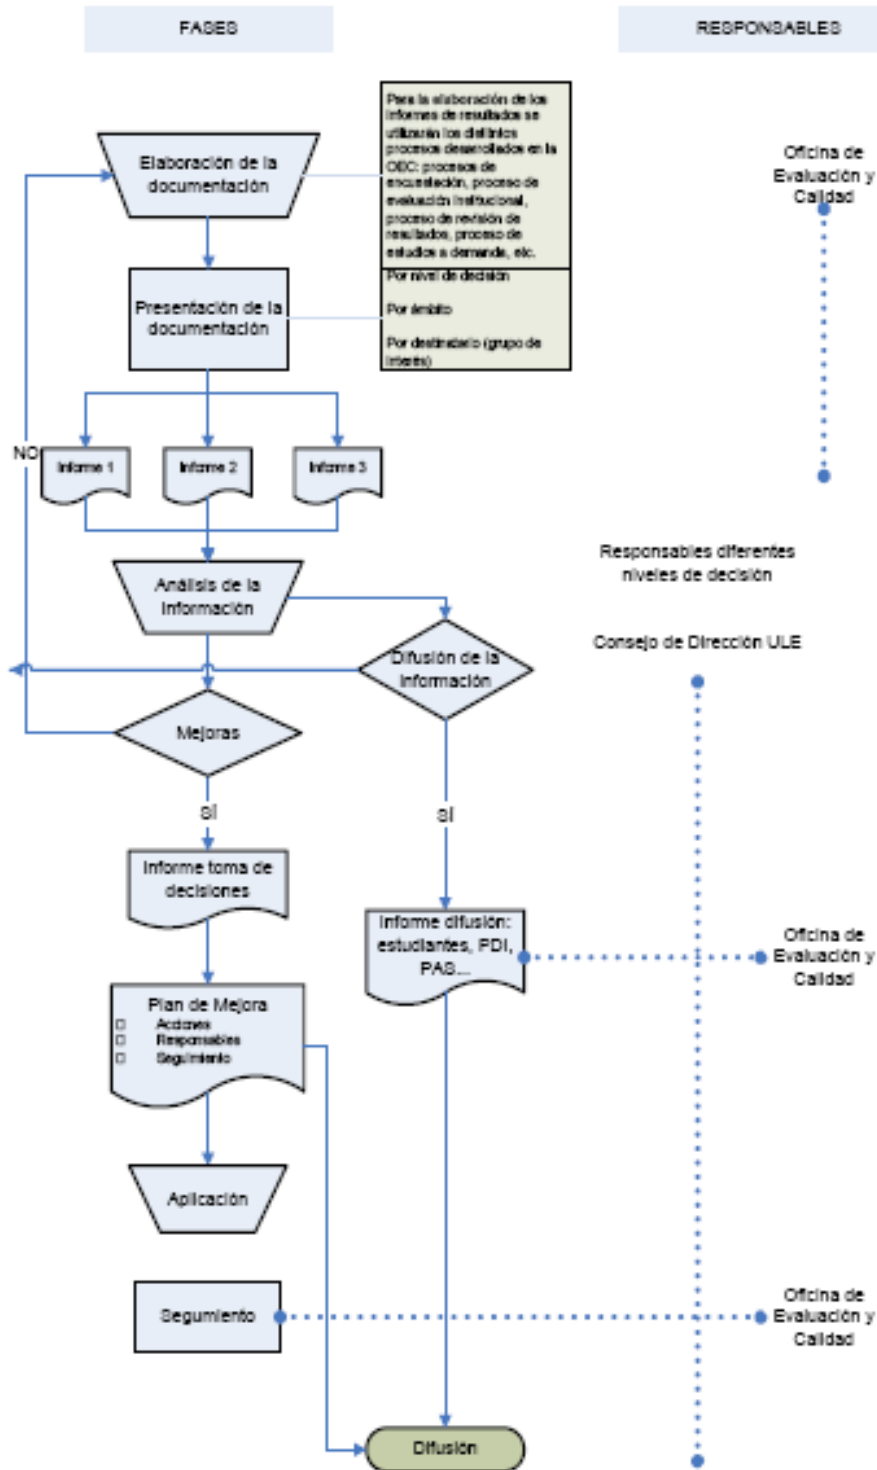 FASES
RESPONSABLES
Para la elaboración de los
informes de resultados se
utilizarán los distintos
procesos desarrollados en la
OEC: procesos de
encuestación, proceso de
evaluación institucional,
proceso de revisión de
resultados, proceso de
estudios a demanda, etc.
Elaboración de la
documentación
Oficina de
Evaluación y
Calidad
Presentación de la
documentación
Por nivel de decisión
Por ámbito
Por destinatario (grupo de
interés)
NO
Informe 1
Informe 2
Informe 3
Responsables diferentes
niveles de decisión
Análisis de la
información
Consejo de Dirección ULE
Difusión de la
información
Mejoras
SÍ
SÍ
Informe toma de
decisiones
Informe difusión:
estudiantes, PDI,
PAS...
Oficina de
Evaluación y
Calidad
Plan de Mejora
Acciones
Responsables
Seguimiento
Aplicación
Segumiento
Oficina de
Evaluación y
Calidad
Difusión